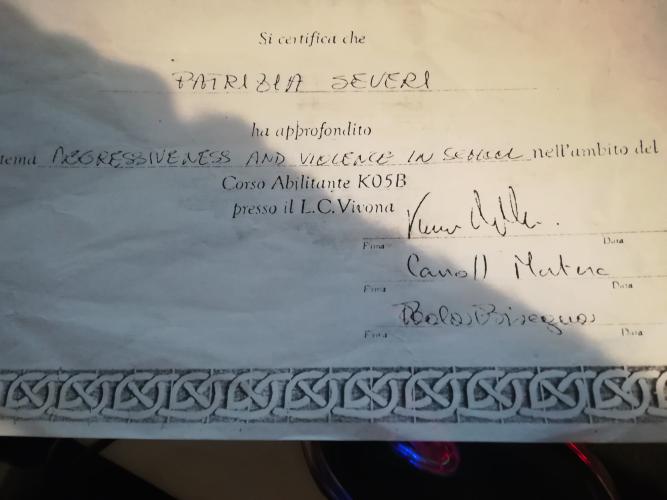 Si certifica che
PATRIZIA SEVERI
ha approfondito
tema AGGRESSIVENESS AND VIOLENCE IN SCHOOL nell'ambito del
Corso Abilitante K05B
presso il L.C. Vivona
Firma Data
Firma Data
Firma Data